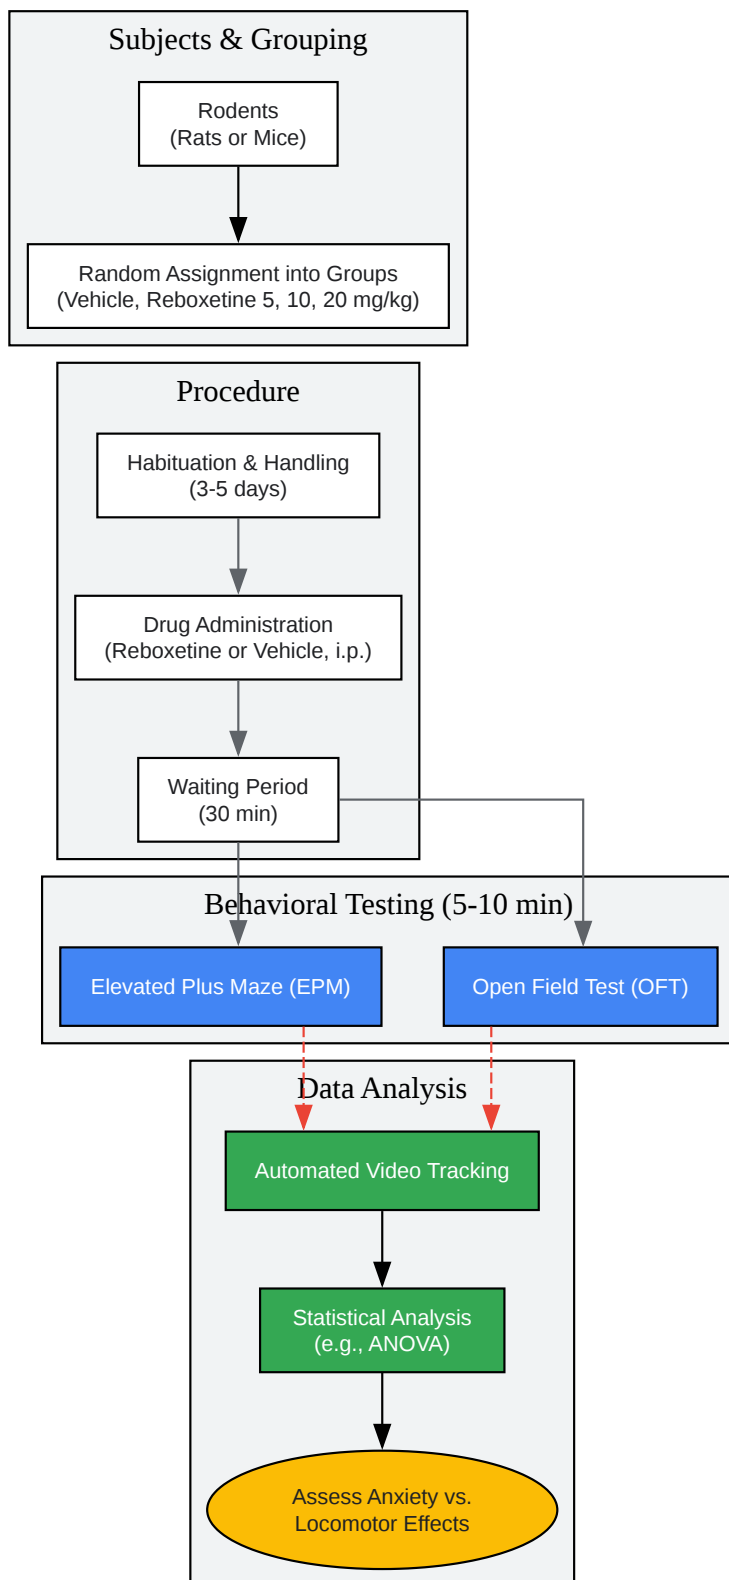 Subjects & Grouping
Rodents
(Rats or Mice)
Random Assignment into Groups
(Vehicle, Reboxetine 5, 10, 20 mg/kg)
Procedure
Habituation & Handling
(3-5 days)
Drug Administration
(Reboxetine or Vehicle, i.p.)
Waiting Period
(30 min)
Behavioral Testing (5-10 min)
Elevated Plus Maze (EPM)
Open Field Test (OFT)
Data Analysis
Automated Video Tracking
Statistical Analysis
(e.g., ANOVA)
Assess Anxiety vs.
Locomotor Effects